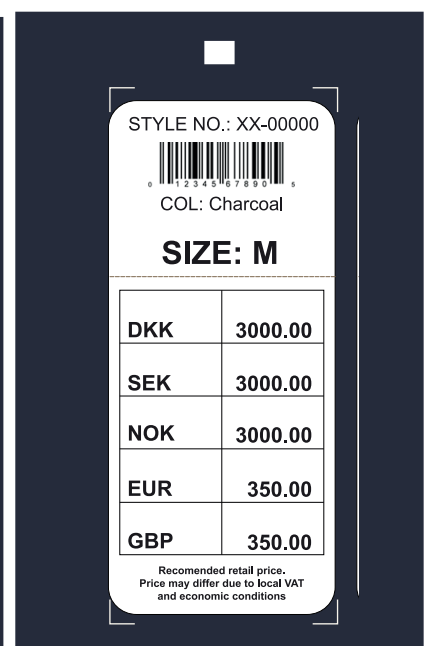 STYLE NO.: XX-00000
0 12345 67890 5
COL: Charcoal
SIZE: M
DKK 3000.00
SEK 3000.00
NOK 3000.00
EUR 350.00
GBP 350.00
Recomended retail price.
Price may differ due to local VAT
and economic conditions